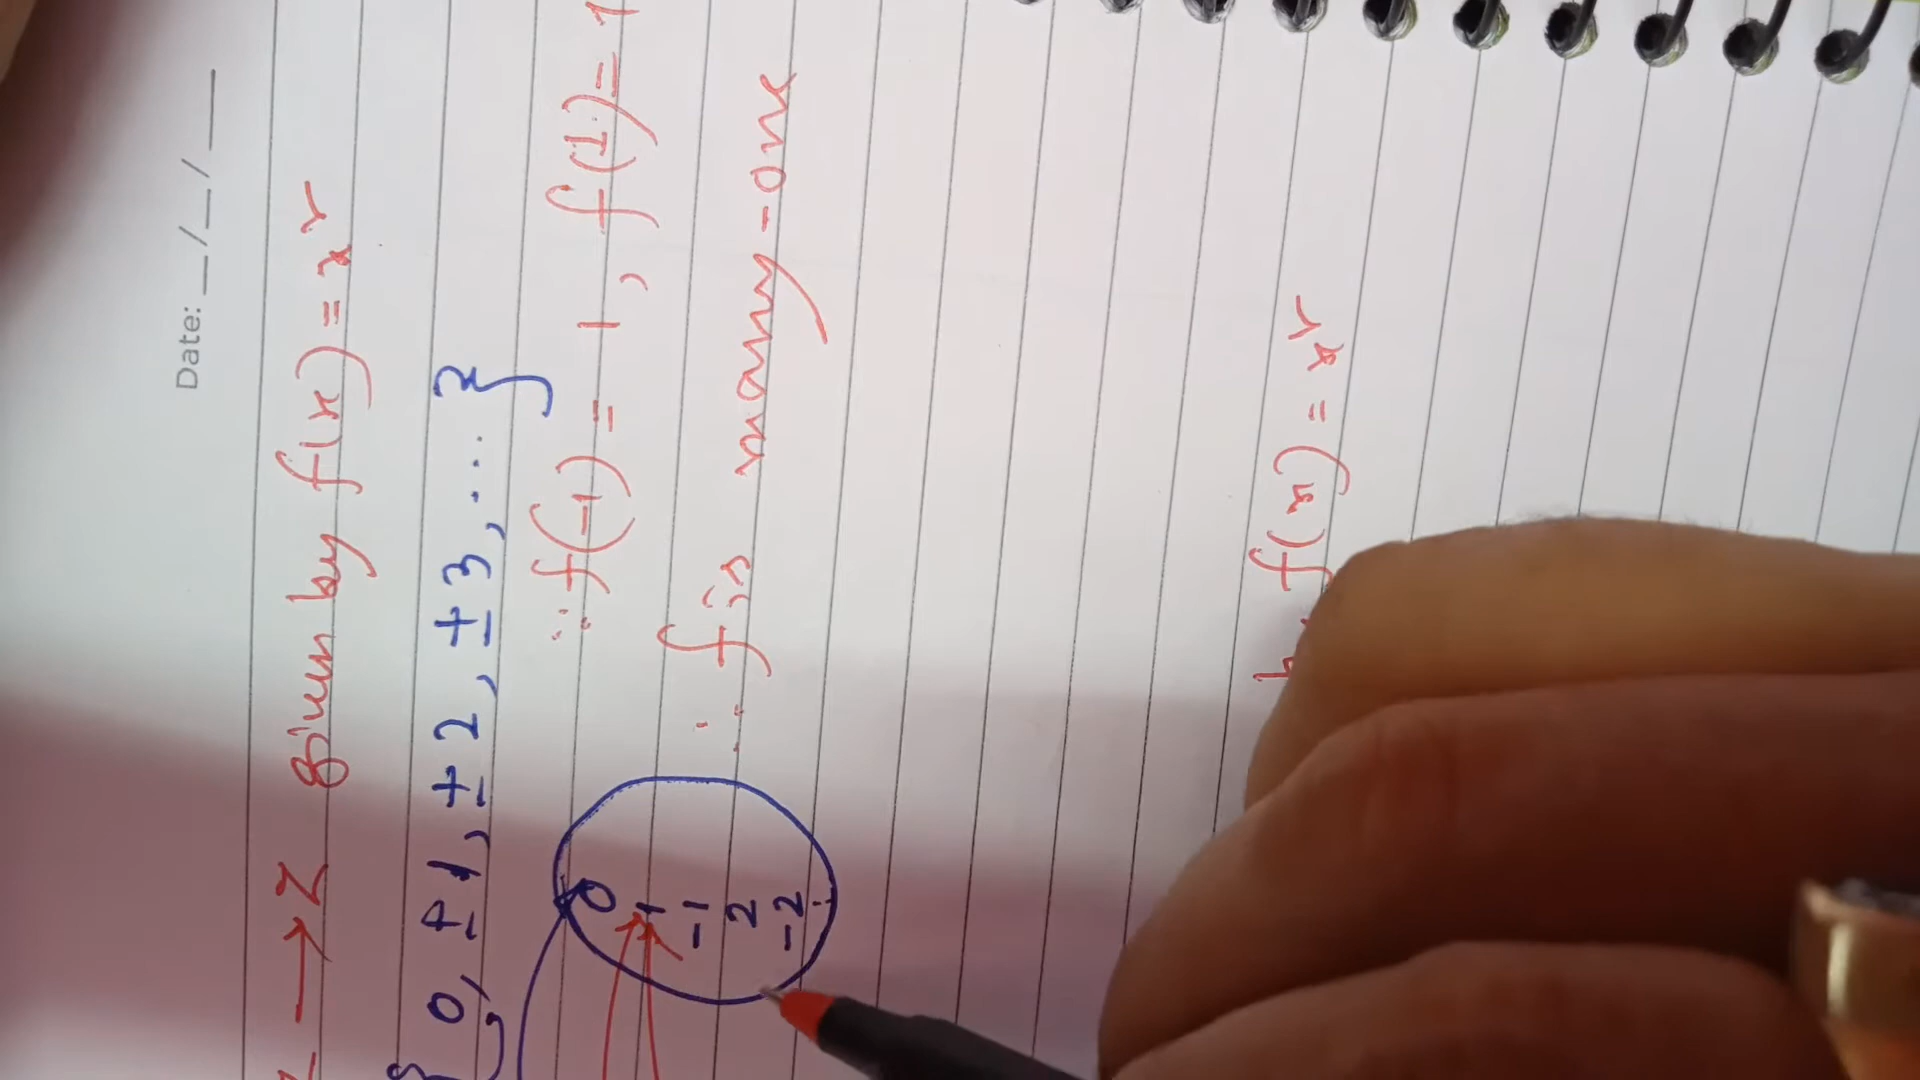 Date: __/__/__
Z → Z given by f(x) = x²
{ 0, ±1, ±2, ±3, ... }
∵ f(-1) = 1, f(1) = 1
∴ f is many-one
0
1
-1
2
-2
⋮
f(x) = x²